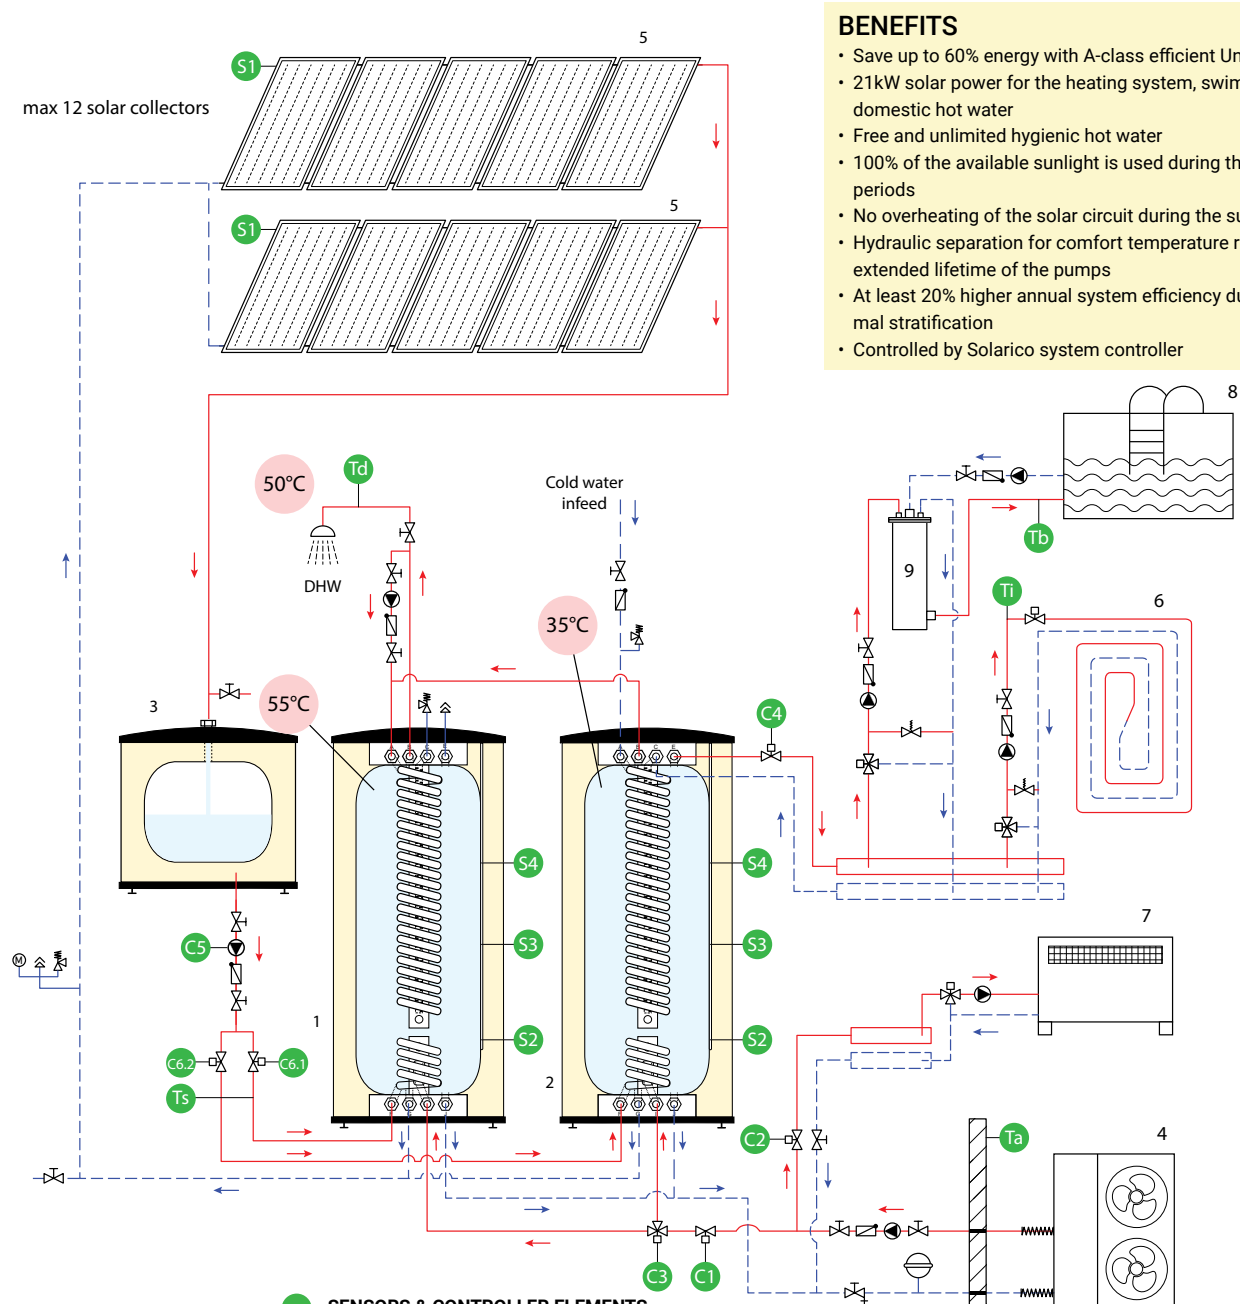 BENEFITS
• Save up to 60% energy with A-class efficient Un
• 21kW solar power for the heating system, swim
domestic hot water
• Free and unlimited hygienic hot water
• 100% of the available sunlight is used during th
periods
• No overheating of the solar circuit during the su
• Hydraulic separation for comfort temperature r
extended lifetime of the pumps
• At least 20% higher annual system efficiency du
mal stratification
• Controlled by Solarico system controller
5
S1
max 12 solar collectors
5
S1
8
50°C
Td
Cold water
infeed
DHW
Tb
9
Ti
6
35°C
3
55°C
C4
S4
S4
7
C5
S3
S3
M
1
S2
S2
C6.2
C6.1
2
Ts
C2
Ta
4
C3
C1
SENSORS & CONTROLLER ELEMENTS